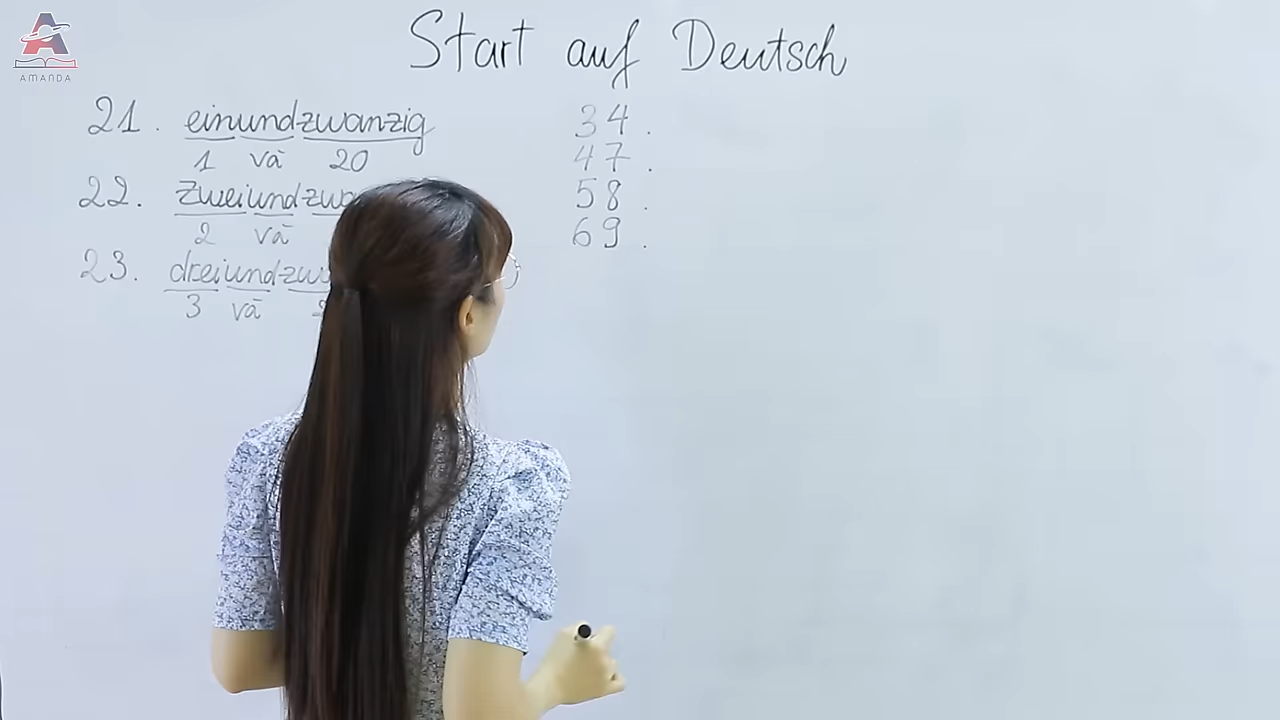 AMANDA
Start auf Deutsch
21. einundzwanzig
1 và 20
22. zweiund
2 và
23. dreiund
3 và
34.
47.
58.
69.